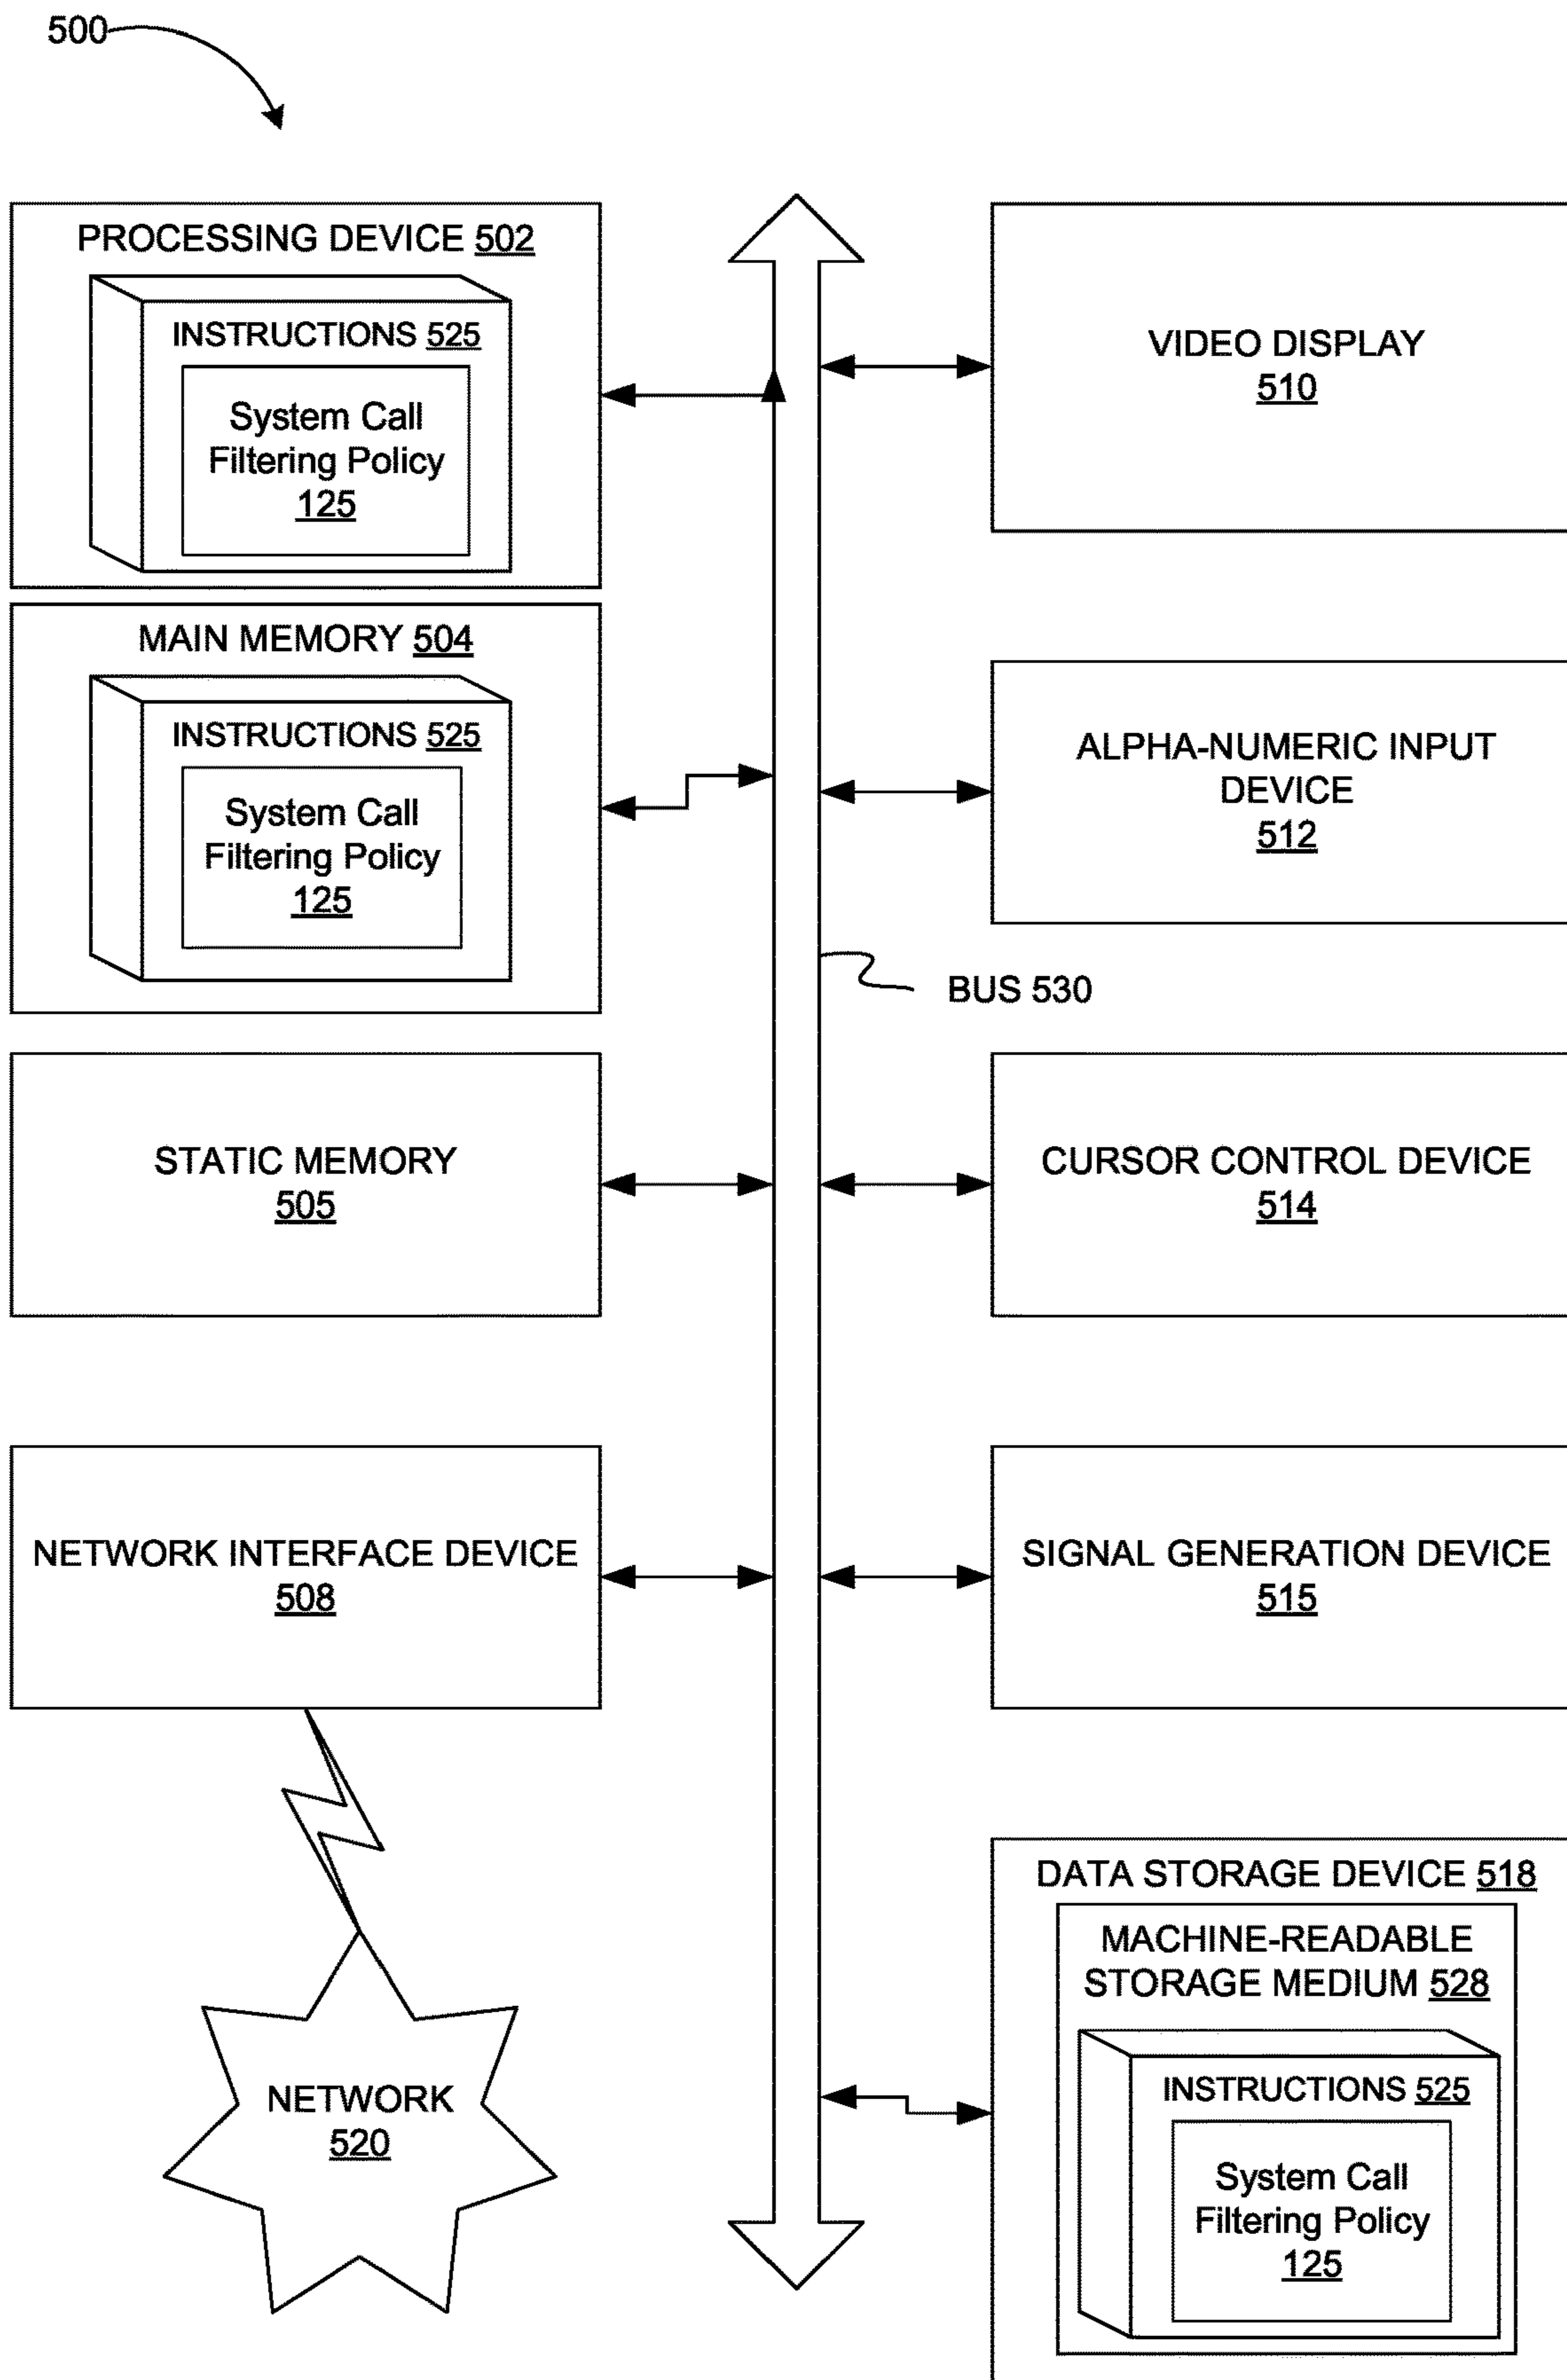 500
PROCESSING DEVICE 502
INSTRUCTIONS 525
System Call
Filtering Policy
125
MAIN MEMORY 504
INSTRUCTIONS 525
System Call
Filtering Policy
125
STATIC MEMORY
505
NETWORK INTERFACE DEVICE
508
NETWORK
520
VIDEO DISPLAY
510
ALPHA-NUMERIC INPUT
DEVICE
512
BUS 530
CURSOR CONTROL DEVICE
514
SIGNAL GENERATION DEVICE
515
DATA STORAGE DEVICE 518
MACHINE-READABLE
STORAGE MEDIUM 528
INSTRUCTIONS 525
System Call
Filtering Policy
125